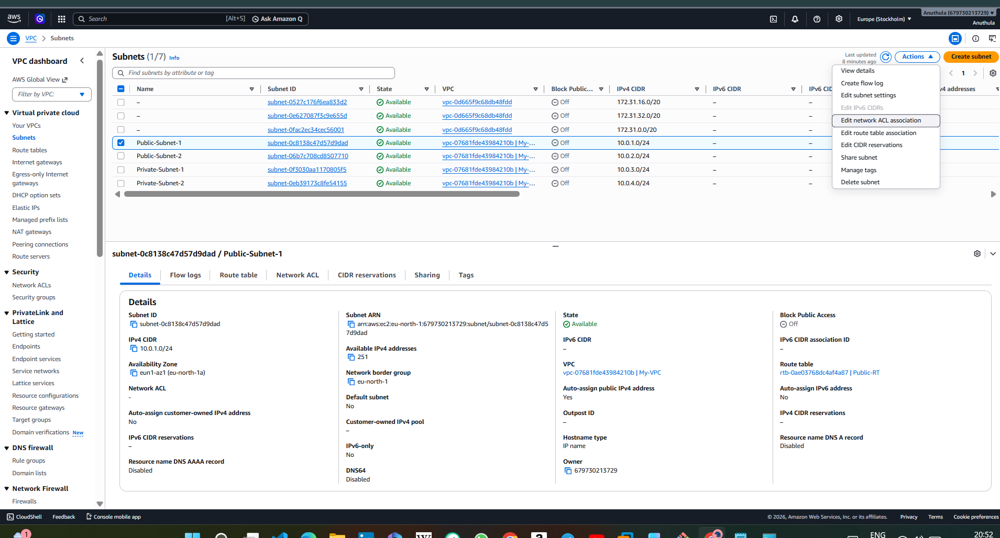 aws
Search
[Alt+S]
Ask Amazon Q
Europe (Stockholm)
Anuthula (679730213729)
Anuthula
VPC
Subnets
VPC dashboard
AWS Global View
Filter by VPC:
Virtual private cloud
Your VPCs
Subnets
Route tables
Internet gateways
Egress-only Internet
gateways
DHCP option sets
Elastic IPs
Managed prefix lists
NAT gateways
Peering connections
Route servers
Security
Network ACLs
Security groups
PrivateLink and
Lattice
Getting started
Endpoints
Endpoint services
Service networks
Lattice services
Resource configurations
Resource gateways
Target groups
Domain verifications New
DNS firewall
Rule groups
Domain lists
Network Firewall
Firewalls
Subnets (1/7) Info
Last updated
8 minutes ago
Actions
Create subnet
Find subnets by attribute or tag
1
View details
Create flow log
Edit subnet settings
Edit IPv6 CIDRs
Edit network ACL association
Edit route table association
Edit CIDR reservations
Share subnet
Manage tags
Delete subnet
Name Subnet ID State VPC Block Public... IPv4 CIDR IPv6 CIDR IPv6 CID v4 addresses
– subnet-0527c176f6ea833d2 Available vpc-0d665f9c68db48fdd Off 172.31.16.0/20 – –
– subnet-0e627087f3c9e655d Available vpc-0d665f9c68db48fdd Off 172.31.32.0/20 – –
– subnet-0fac2ec34cec56001 Available vpc-0d665f9c68db48fdd Off 172.31.0.0/20 – –
Public-Subnet-1 subnet-0c8138c47d57d9dad Available vpc-07681fde43984210b | My-... Off 10.0.1.0/24 – –
Public-Subnet-2 subnet-06b7c708cd8507710 Available vpc-07681fde43984210b | My-... Off 10.0.2.0/24 – –
Private-Subnet-1 subnet-0f3030aa1170805f5 Available vpc-07681fde43984210b | My-... Off 10.0.3.0/24 – –
Private-Subnet-2 subnet-0eb39173c8fe54155 Available vpc-07681fde43984210b | My-... Off 10.0.4.0/24 – –
subnet-0c8138c47d57d9dad / Public-Subnet-1
Details Flow logs Route table Network ACL CIDR reservations Sharing Tags
Details
Subnet ID
subnet-0c8138c47d57d9dad
IPv4 CIDR
10.0.1.0/24
Availability Zone
eun1-az1 (eu-north-1a)
Network ACL
-
Auto-assign customer-owned IPv4 address
No
IPv6 CIDR reservations
–
Resource name DNS AAAA record
Disabled
Subnet ARN
arn:aws:ec2:eu-north-1:679730213729:subnet/subnet-0c8138c47d5
7d9dad
Available IPv4 addresses
251
Network border group
eu-north-1
Default subnet
No
Customer-owned IPv4 pool
–
IPv6-only
No
DNS64
Disabled
State
Available
IPv6 CIDR
–
VPC
vpc-07681fde43984210b | My-VPC
Auto-assign public IPv4 address
Yes
Outpost ID
–
Hostname type
IP name
Owner
679730213729
Block Public Access
Off
IPv6 CIDR association ID
–
Route table
rtb-0ae03768dc4af4a87 | Public-RT
Auto-assign IPv6 address
No
IPv4 CIDR reservations
–
Resource name DNS A record
Disabled
CloudShell Feedback Console mobile app
© 2026, Amazon Web Services, Inc. or its affiliates. Privacy Terms Cookie preferences
1
ENG
20:52